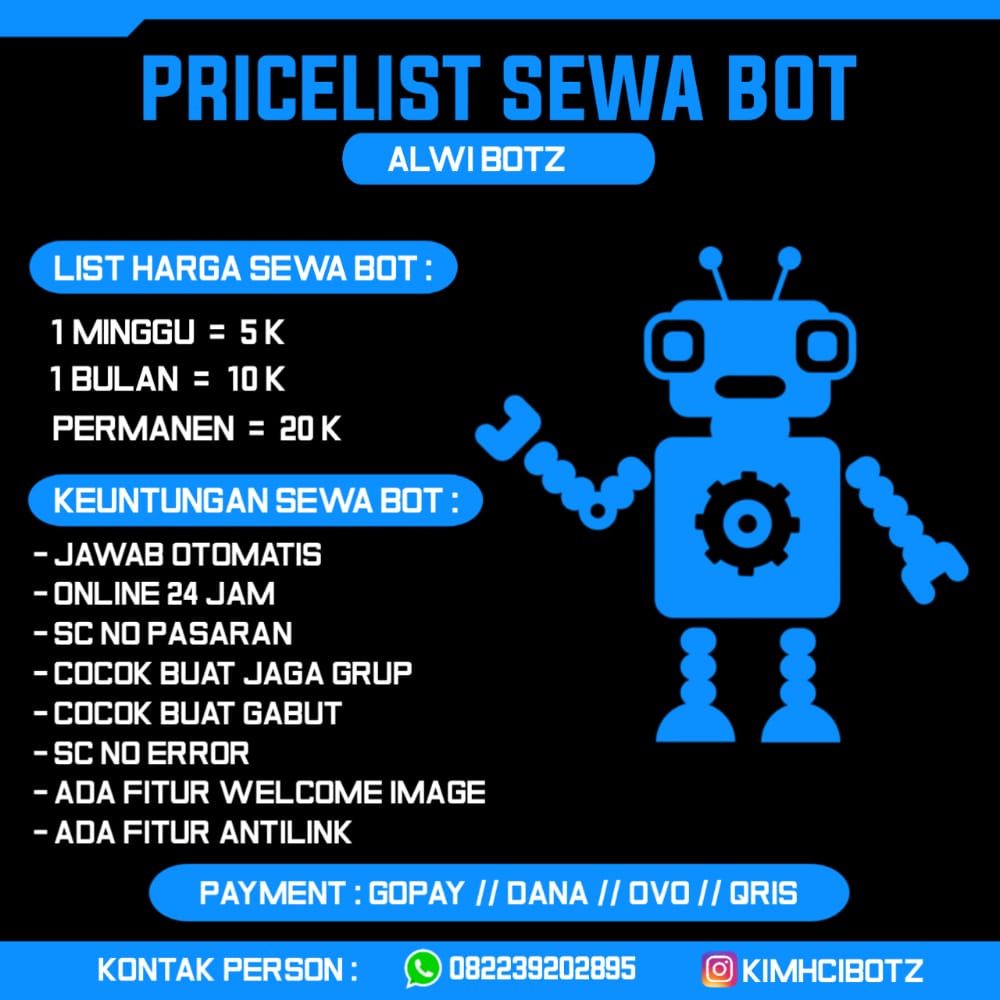 PRICELIST SEWA BOT
ALWI BOTZ
LIST HARGA SEWA BOT :
1 MINGGU = 5 K
1 BULAN = 10 K
PERMANEN = 20 K
KEUNTUNGAN SEWA BOT :
- JAWAB OTOMATIS
- ONLINE 24 JAM
- SC NO PASARAN
- COCOK BUAT JAGA GRUP
- COCOK BUAT GABUT
- SC NO ERROR
- ADA FITUR WELCOME IMAGE
- ADA FITUR ANTILINK
PAYMENT : GOPAY // DANA // OVO // QRIS
KONTAK PERSON : 082239202895 KIMHCIBOTZ